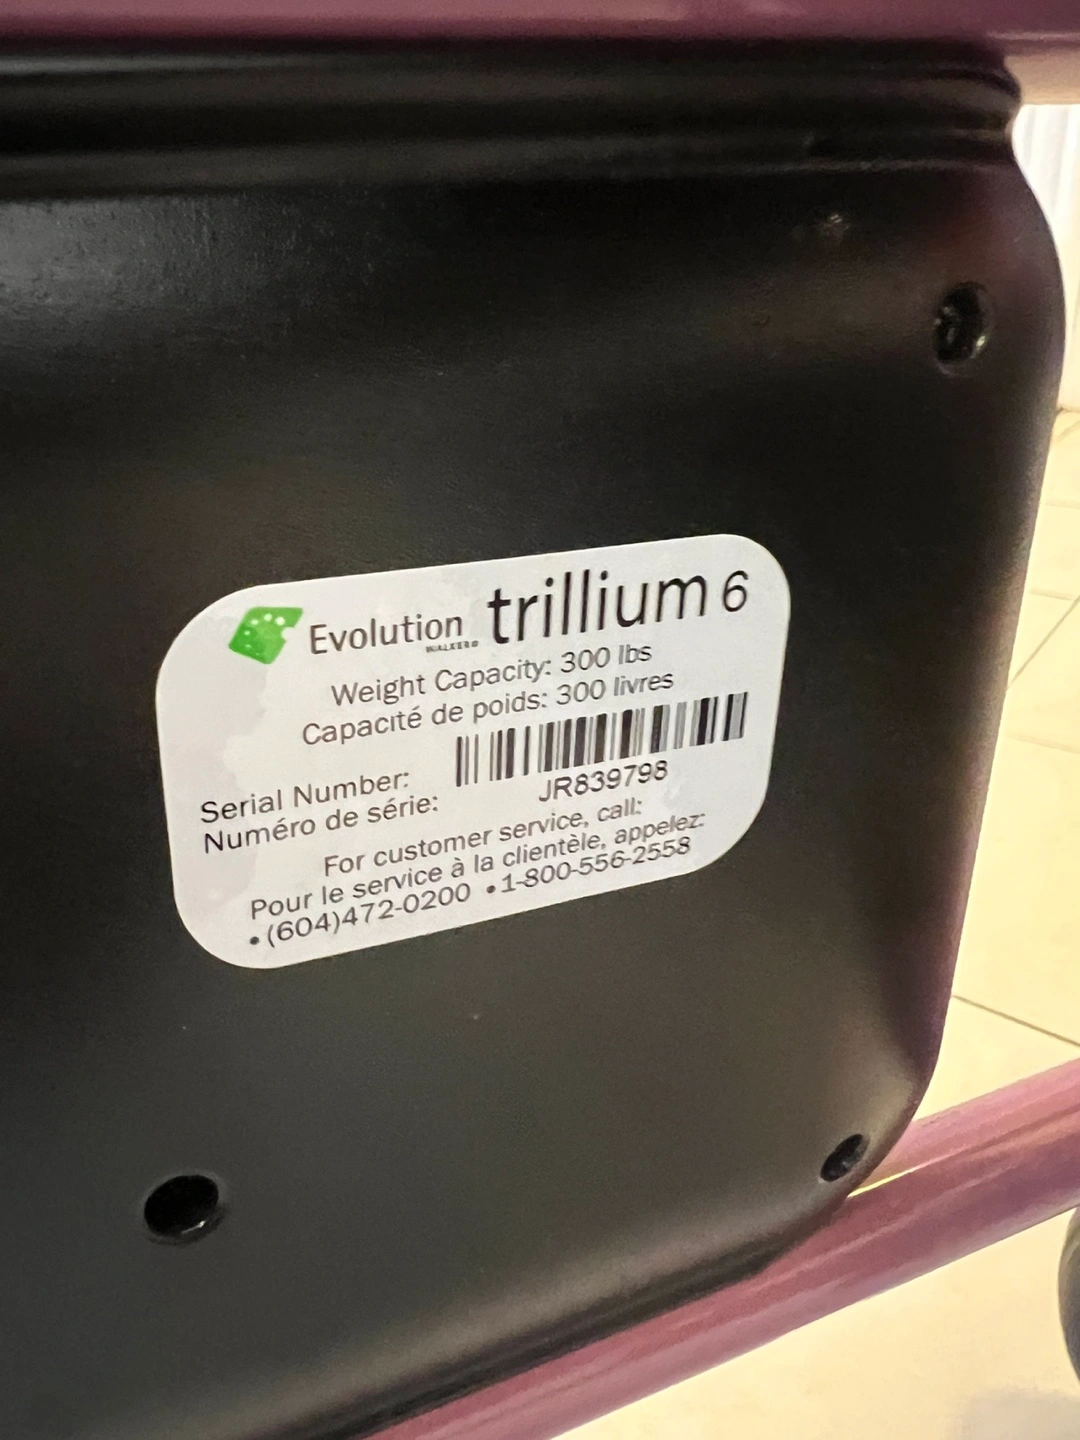 Evolution trillium 6
WALKERS
Weight Capacity: 300 lbs
Capacité de poids: 300 livres
Serial Number:
Numéro de série:
JR839798
For customer service, call:
Pour le service à la clientèle, appelez:
•(604)472-0200 •1-800-556-2558